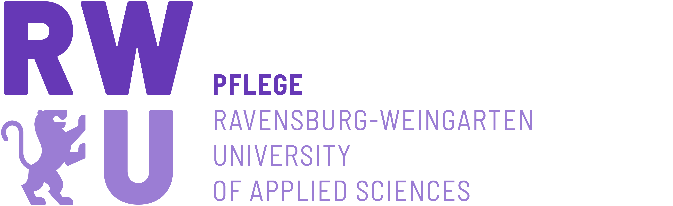 RW
U
PFLEGE
RAVENSBURG-WEINGARTEN
UNIVERSITY
OF APPLIED SCIENCES